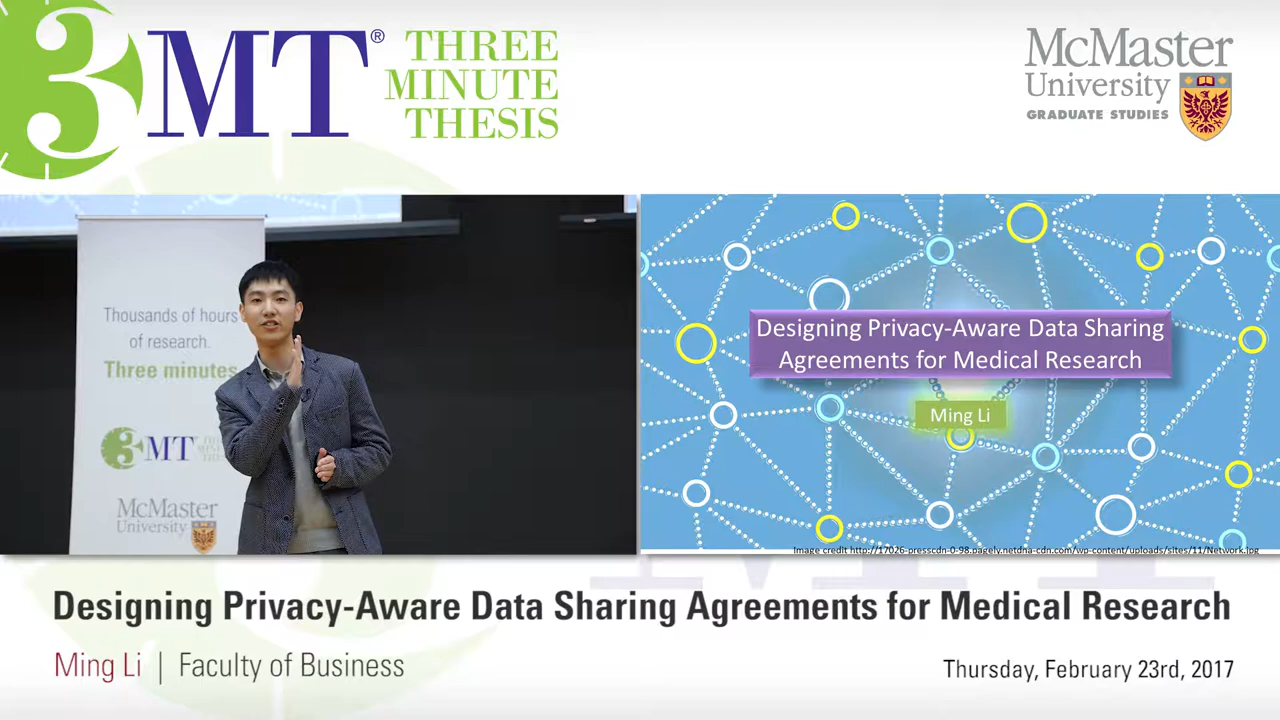 3MT®
THREE
MINUTE
THESIS
McMaster
University
GRADUATE STUDIES
Thousands of hours
of research.
Three minutes
3MT
McMaster
University
Designing Privacy-Aware Data Sharing
Agreements for Medical Research
Ming Li
Image credit http://17026-presscdn-0-98.pagely.netdna-cdn.com/wp-content/uploads/sites/11/Network.jpg
Designing Privacy-Aware Data Sharing Agreements for Medical Research
Ming Li | Faculty of Business
Thursday, February 23rd, 2017